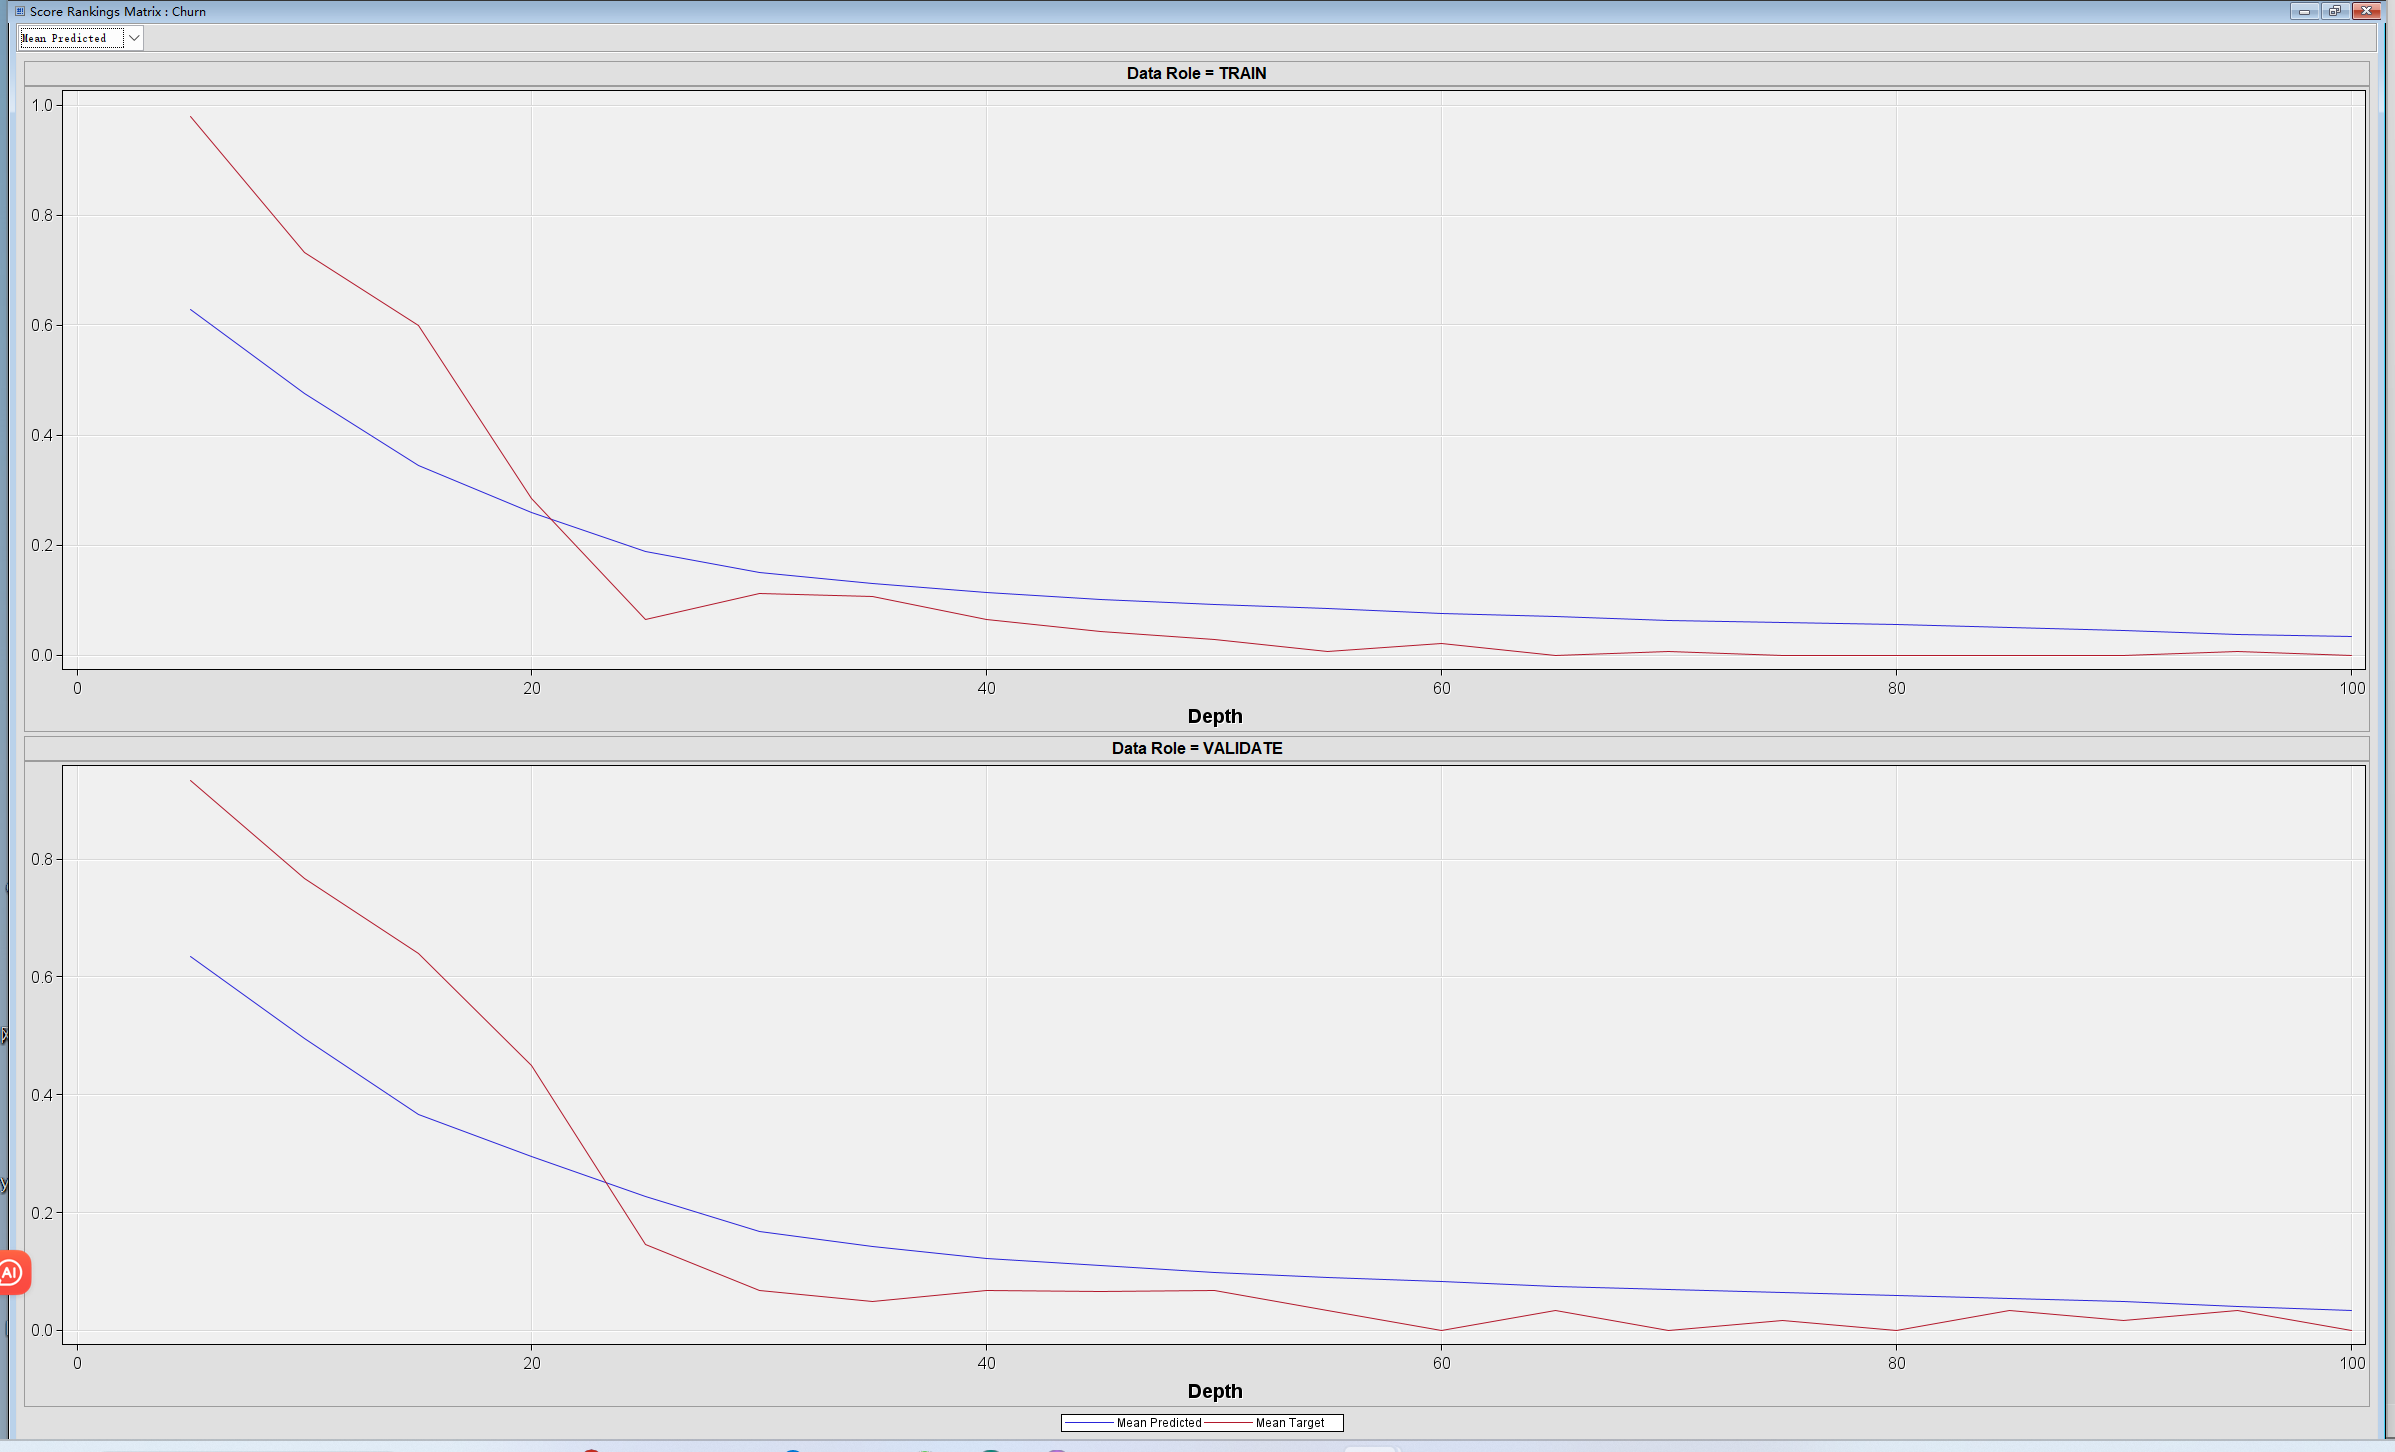 Score Rankings Matrix : Churn
Mean Predicted
Data Role = TRAIN
1.0
0.8
0.6
0.4
0.2
0.0
0 20 40 60 80 100
Depth
Data Role = VALIDATE
0.8
0.6
0.4
0.2
0.0
0 20 40 60 80 100
Depth
Mean Predicted Mean Target
AI